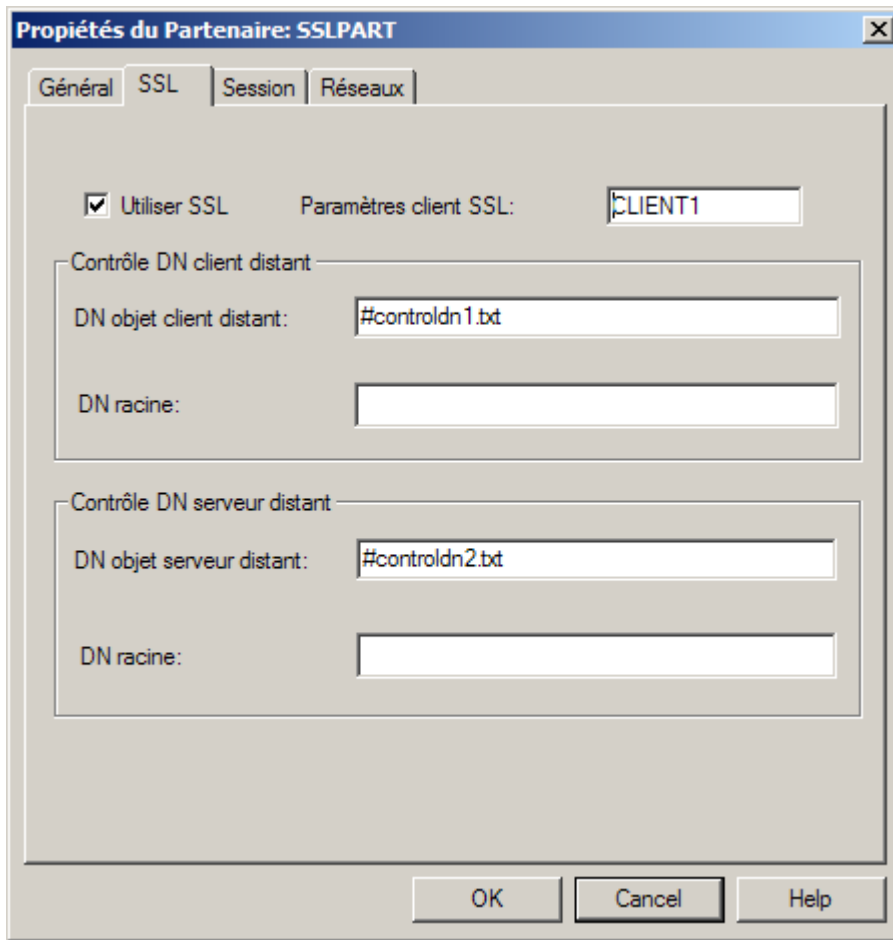 Propiétés du Partenaire: SSLPART
Général SSL Session Réseaux
Utiliser SSL Paramètres client SSL: CLIENT1
Contrôle DN client distant
DN objet client distant: #controldn1.txt
DN racine:
Contrôle DN serveur distant
DN objet serveur distant: #controldn2.txt
DN racine:
OK Cancel Help